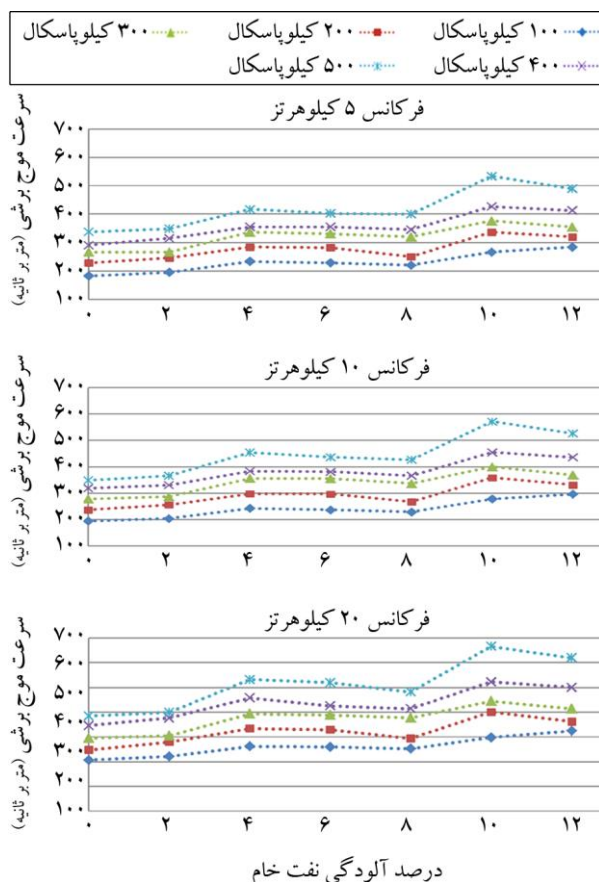 ۱۰۰ کیلوپاسکال ۲۰۰ کیلوپاسکال ۳۰۰ کیلوپاسکال
۴۰۰ کیلوپاسکال ۵۰۰ کیلوپاسکال
فرکانس ۵ کیلوهرتز
سرعت موج برشی (متر بر ثانیه)
۷۰۰
۶۰۰
۵۰۰
۴۰۰
۳۰۰
۲۰۰
۱۰۰
۰ ۲ ۴ ۶ ۸ ۱۰ ۱۲
فرکانس ۱۰ کیلوهرتز
سرعت موج برشی (متر بر ثانیه)
۷۰۰
۶۰۰
۵۰۰
۴۰۰
۳۰۰
۲۰۰
۱۰۰
۰ ۲ ۴ ۶ ۸ ۱۰ ۱۲
فرکانس ۲۰ کیلوهرتز
سرعت موج برشی (متر بر ثانیه)
۷۰۰
۶۰۰
۵۰۰
۴۰۰
۳۰۰
۲۰۰
۱۰۰
۰ ۲ ۴ ۶ ۸ ۱۰ ۱۲
درصد آلودگی نفت خام